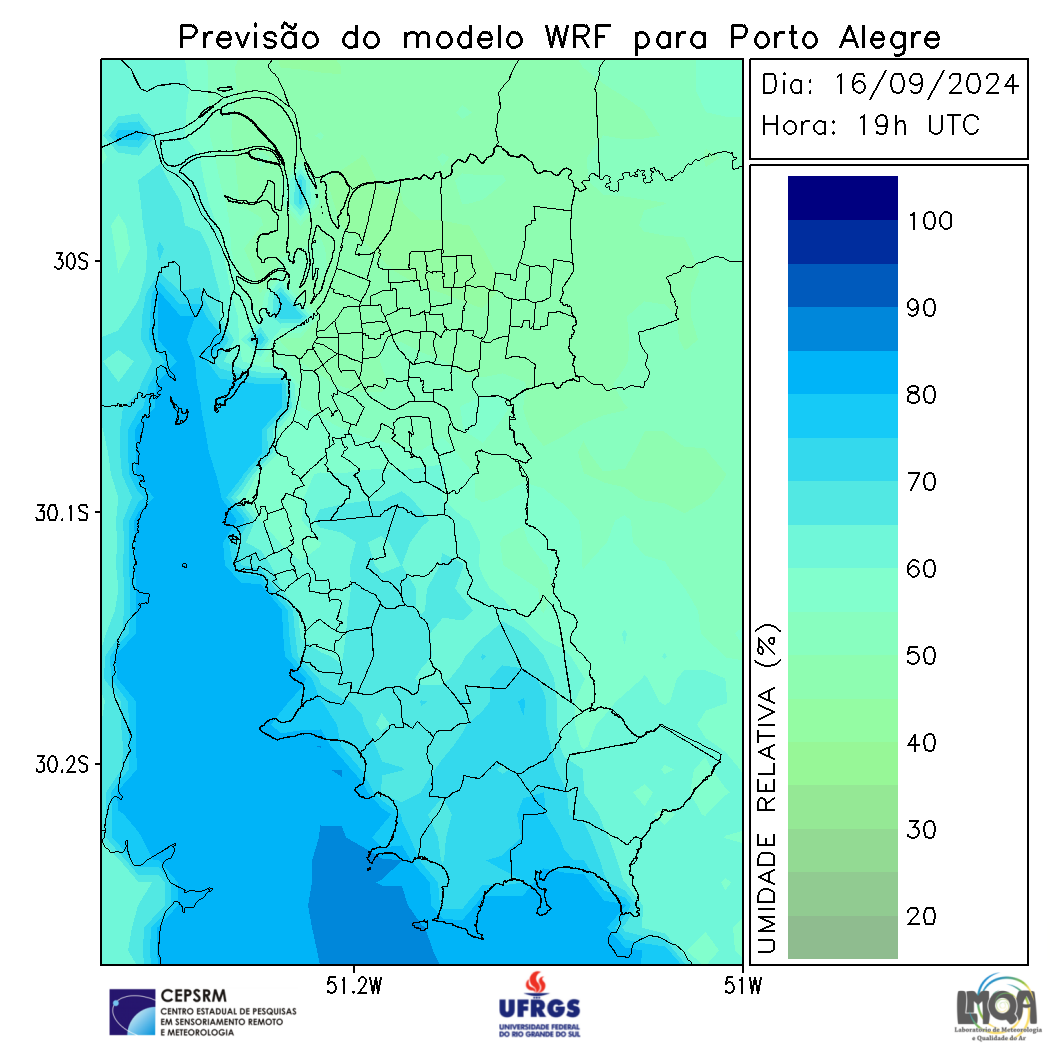 Previsão do modelo WRF para Porto Alegre
Dia: 16/09/2024
Hora: 19h UTC
30S
30.1S
30.2S
51.2W
51W
100
90
80
70
60
50
40
30
20
UMIDADE RELATIVA (%)
CEPSRM
CENTRO ESTADUAL DE PESQUISAS
EM SENSORIAMENTO REMOTO
E METEOROLOGIA
UFRGS
UNIVERSIDADE FEDERAL
DO RIO GRANDE DO SUL
LMQA
Laboratório de Meteorologia
e Qualidade do Ar